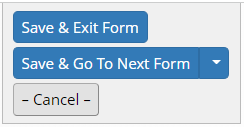 Save & Exit Form
Save & Go To Next Form
– Cancel –